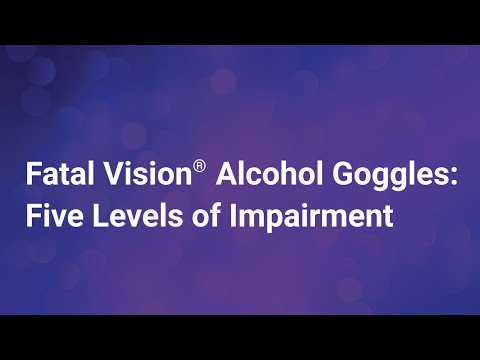 Fatal Vision® Alcohol Goggles:
Five Levels of Impairment